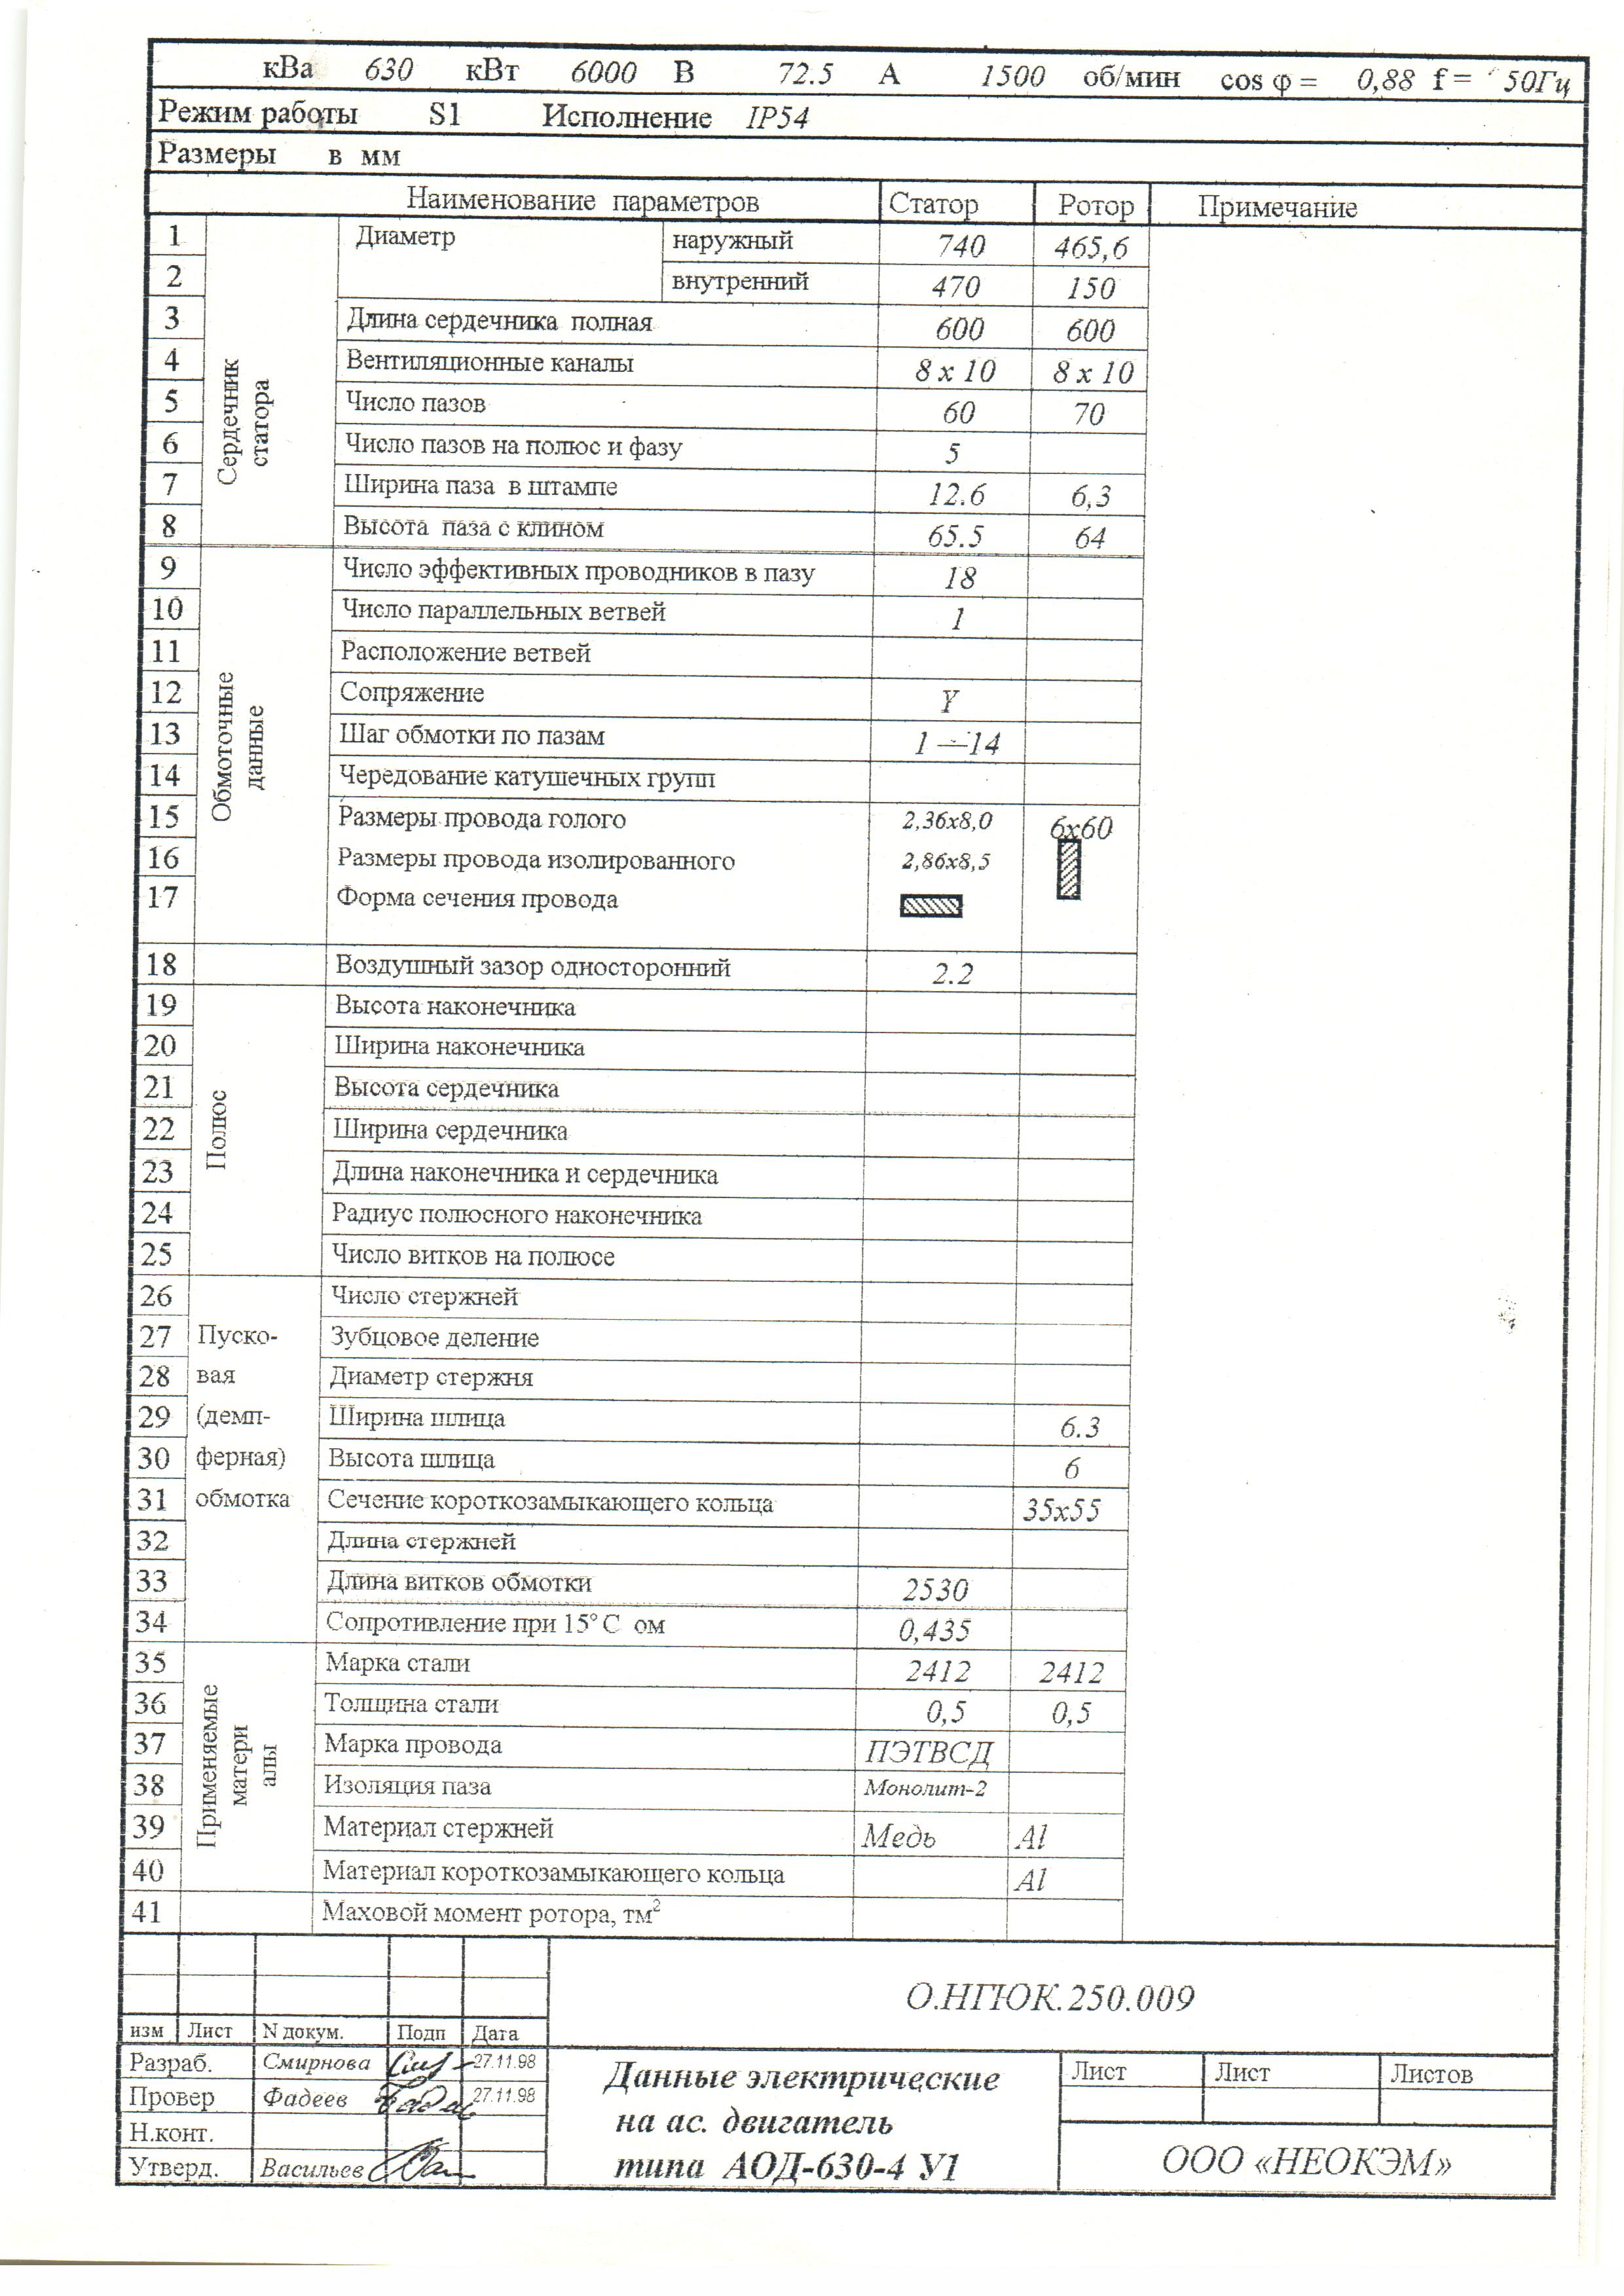 кВа 630 кВт 6000 В 72.5 А 1500 об/мин cos φ = 0,88 f = 50Гц
Режим работы S1 Исполнение IP54
Размеры в мм
Наименование параметров Статор Ротор Примечание
Сердечник статора
1 Диаметр наружный 740 465,6
2 внутренний 470 150
3 Длина сердечника полная 600 600
4 Вентиляционные каналы 8 х 10 8 х 10
5 Число пазов 60 70
6 Число пазов на полюс и фазу 5
7 Ширина паза в штампе 12.6 6,3
8 Высота паза с клином 65.5 64
Обмоточные данные
9 Число эффективных проводников в пазу 18
10 Число параллельных ветвей 1
11 Расположение ветвей
12 Сопряжение Y
13 Шаг обмотки по пазам 1 —14
14 Чередование катушечных групп
15 Размеры провода голого 2,36х8,0 6х60
16 Размеры провода изолированного 2,86х8,5
17 Форма сечения провода
18 Воздушный зазор односторонний 2.2
Полюс
19 Высота наконечника
20 Ширина наконечника
21 Высота сердечника
22 Ширина сердечника
23 Длина наконечника и сердечника
24 Радиус полюсного наконечника
25 Число витков на полюсе
26 Число стержней
27 Пуско- Зубцовое деление
28 вая Диаметр стержня
29 (демп- Ширина шлица 6.3
30 ферная) Высота шлица 6
31 обмотка Сечение короткозамыкающего кольца 35х55
32 Длина стержней
33 Длина витков обмотки 2530
34 Сопротивление при 15° С ом 0,435
Применяемые матери алы
35 Марка стали 2412 2412
36 Толщина стали 0,5 0,5
37 Марка провода ПЭТВСД
38 Изоляция паза Монолит-2
39 Материал стержней Медь Al
40 Материал короткозамыкающего кольца Al
41 Маховой момент ротора, тм²
О.НГЮК.250.009
изм Лист N докум. Подп Дата
Разраб. Смирнова 27.11.98
Провер Фадеев 27.11.98
Н.конт.
Утверд. Васильев
Данные электрические
на ас. двигатель
типа АОД-630-4 У1
Лист Лист Листов
ООО «НЕОКЭМ»